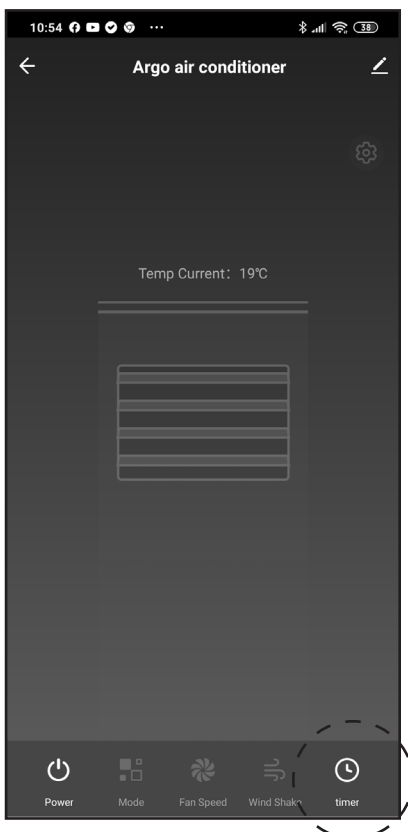 10:54 ...
38
Argo air conditioner
Temp Current: 19℃
Power Mode Fan Speed Wind Shake timer